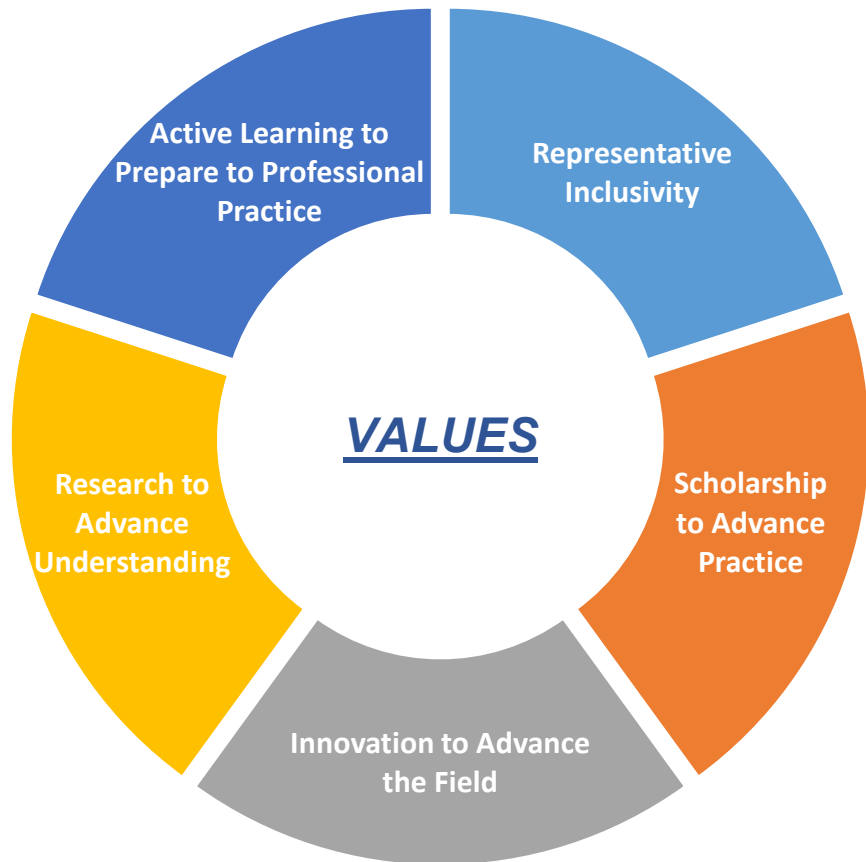 Active Learning to
Prepare to Professional
Practice
Representative
Inclusivity
VALUES
Research to
Advance
Understanding
Scholarship
to Advance
Practice
Innovation to Advance
the Field